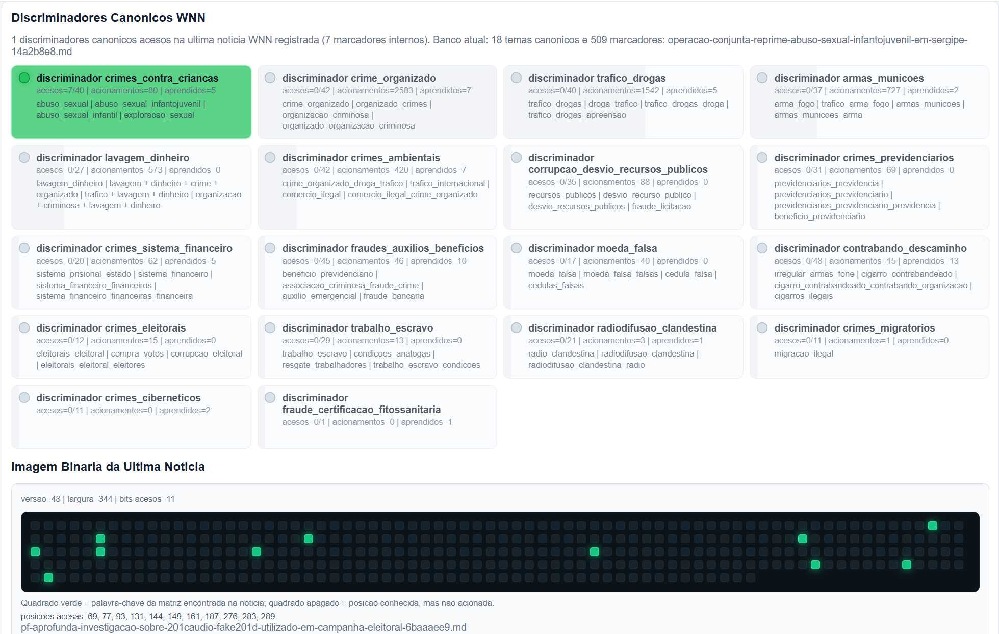 Discriminadores Canonicos WNN
1 discriminadores canonicos acesos na ultima noticia WNN registrada (7 marcadores internos). Banco atual: 18 temas canonicos e 509 marcadores: operacao-conjunta-reprime-abuso-sexual-infantojuvenil-em-sergipe-
14a2b8e8.md
discriminador crimes_contra_criancas
acesos=7/40 | acionamentos=80 | aprendidos=5
abuso_sexual | abuso_sexual_infantojuvenil |
abuso_sexual_infantil | exploracao_sexual
discriminador crime_organizado
acesos=0/42 | acionamentos=2583 | aprendidos=7
crime_organizado | organizado_crimes |
organizacao_criminosa |
organizado_organizacao_criminosa
discriminador trafico_drogas
acesos=0/40 | acionamentos=1542 | aprendidos=5
trafico_drogas | droga_trafico | trafico_drogas_droga |
trafico_drogas_apreensao
discriminador armas_municoes
acesos=0/37 | acionamentos=727 | aprendidos=2
arma_fogo | trafico_arma_fogo | armas_municoes |
armas_municoes_arma
discriminador lavagem_dinheiro
acesos=0/27 | acionamentos=573 | aprendidos=0
lavagem_dinheiro | lavagem + dinheiro + crime +
organizado | trafico + lavagem + dinheiro | organizacao
+ criminosa + lavagem + dinheiro
discriminador crimes_ambientais
acesos=0/42 | acionamentos=420 | aprendidos=7
crime_organizado_droga_trafico | trafico_internacional |
comercio_ilegal | comercio_ilegal_crime_organizado
discriminador
corrupcao_desvio_recursos_publicos
acesos=0/35 | acionamentos=88 | aprendidos=0
recursos_publicos | desvio_recurso_publico |
desvio_recursos_publicos | fraude_licitacao
discriminador crimes_previdenciarios
acesos=0/31 | acionamentos=69 | aprendidos=0
previdenciarios_previdencia |
previdenciarios_previdenciario |
previdenciarios_previdenciario_previdencia |
beneficio_previdenciario
discriminador crimes_sistema_financeiro
acesos=0/20 | acionamentos=62 | aprendidos=5
sistema_prisional_estado | sistema_financeiro |
sistema_financeiro_financeiros |
sistema_financeiro_financeiras_financeira
discriminador fraudes_auxilios_beneficios
acesos=0/45 | acionamentos=46 | aprendidos=10
beneficio_previdenciario |
associacao_criminosa_fraude_crime |
auxilio_emergencial | fraude_bancaria
discriminador moeda_falsa
acesos=0/17 | acionamentos=40 | aprendidos=0
moeda_falsa | moeda_falsa_falsas | cedula_falsa |
cedulas_falsas
discriminador contrabando_descaminho
acesos=0/48 | acionamentos=15 | aprendidos=13
irregular_armas_fone | cigarro_contrabandeado |
cigarro_contrabandeado_contrabando_organizacao |
cigarros_ilegais
discriminador crimes_eleitorais
acesos=0/12 | acionamentos=15 | aprendidos=0
eleitorais_eleitoral | compra_votos | corrupcao_eleitoral
| eleitorais_eleitoral_eleitores
discriminador trabalho_escravo
acesos=0/29 | acionamentos=13 | aprendidos=0
trabalho_escravo | condicoes_analogas |
resgate_trabalhadores | trabalho_escravo_condicoes
discriminador radiodifusao_clandestina
acesos=0/21 | acionamentos=3 | aprendidos=1
radio_clandestina | radiodifusao_clandestina |
radiodifusao_clandestina_radio
discriminador crimes_migratorios
acesos=0/11 | acionamentos=1 | aprendidos=0
migracao_ilegal
discriminador crimes_ciberneticos
acesos=0/11 | acionamentos=0 | aprendidos=2
discriminador
fraude_certificacao_fitossanitaria
acesos=0/1 | acionamentos=0 | aprendidos=1
Imagem Binaria da Ultima Noticia
versao=48 | largura=344 | bits acesos=11
Quadrado verde = palavra-chave da matriz encontrada na noticia; quadrado apagado = posicao conhecida, mas nao acionada.
posicoes acesas: 69, 77, 93, 131, 144, 149, 161, 187, 276, 283, 289
pf-aprofunda-investigacao-sobre-201caudio-fake201d-utilizado-em-campanha-eleitoral-6baaaee9.md